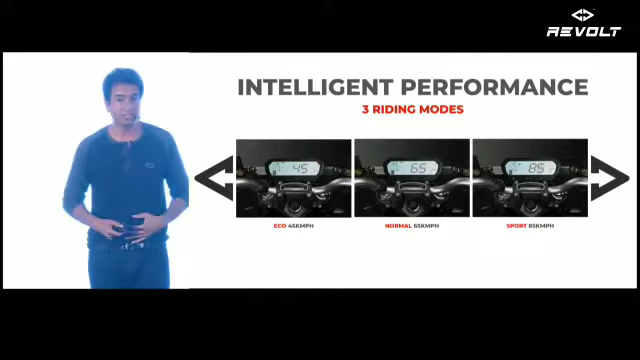 REVOLT
INTELLIGENT PERFORMANCE
3 RIDING MODES
45
65
85
ECO 45KMPH
NORMAL 65KMPH
SPORT 85KMPH